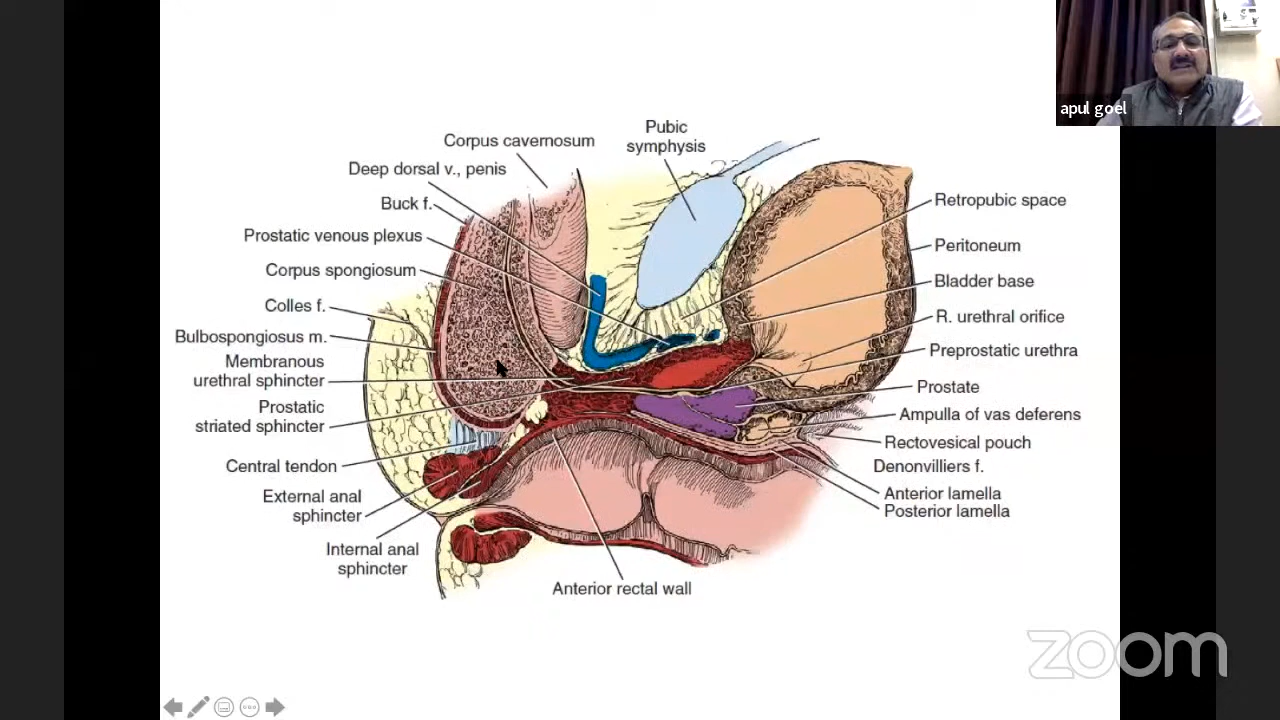 apul goel
Pubic
symphysis
Corpus cavernosum
Deep dorsal v., penis
Buck f.
Prostatic venous plexus
Corpus spongiosum
Colles f.
Bulbospongiosus m.
Membranous
urethral sphincter
Prostatic
striated sphincter
Central tendon
External anal
sphincter
Internal anal
sphincter
Anterior rectal wall
Retropubic space
Peritoneum
Bladder base
R. urethral orifice
Preprostatic urethra
Prostate
Ampulla of vas deferens
Rectovesical pouch
Denonvilliers f.
Anterior lamella
Posterior lamella
zoom